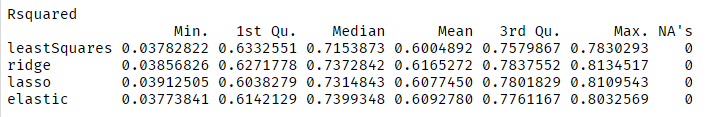 Rsquared
Min. 1st Qu. Median Mean 3rd Qu. Max. NA's
leastSquares 0.03782822 0.6332551 0.7153873 0.6004892 0.7579867 0.7830293 0
ridge 0.03856826 0.6271778 0.7372842 0.6165272 0.7837552 0.8134517 0
lasso 0.03912505 0.6038279 0.7314843 0.6077450 0.7801829 0.8109543 0
elastic 0.03773841 0.6142129 0.7399348 0.6092780 0.7761167 0.8032569 0